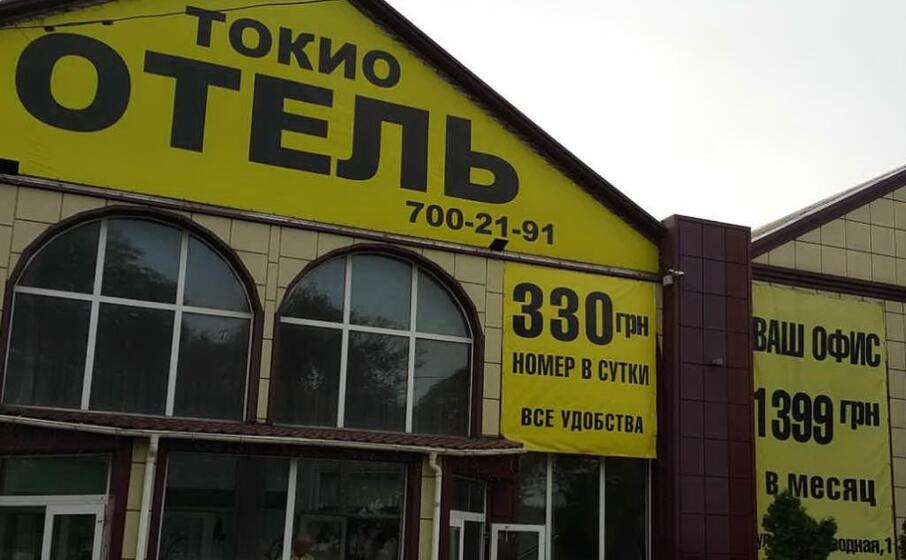 ТОКИО
ОТЕЛЬ
700-21-91
330 грн
НОМЕР В СУТКИ
ВСЕ УДОБСТВА
ВАШ ОФИС
1399 грн
в месяц